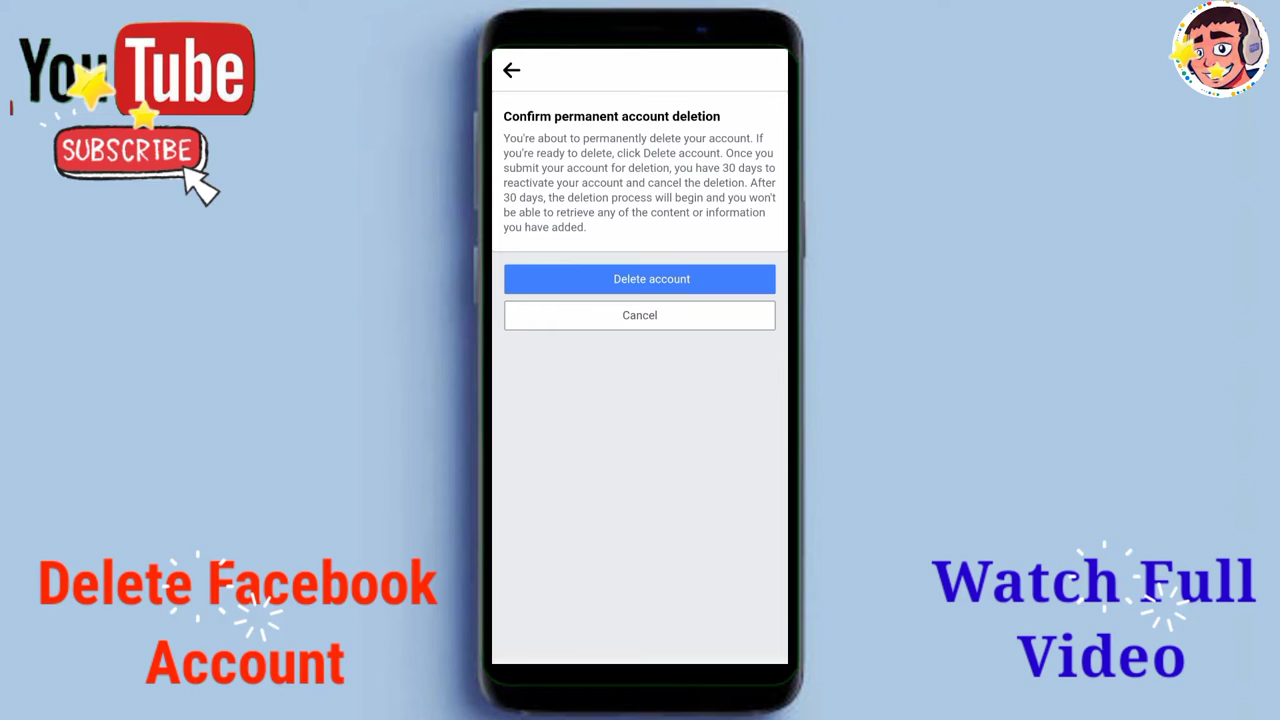 YouTube
SUBSCRIBE
Confirm permanent account deletion
You're about to permanently delete your account. If
you're ready to delete, click Delete account. Once you
submit your account for deletion, you have 30 days to
reactivate your account and cancel the deletion. After
30 days, the deletion process will begin and you won't
be able to retrieve any of the content or information
you have added.
Delete account
Cancel
Delete Facebook
Account
Watch Full
Video